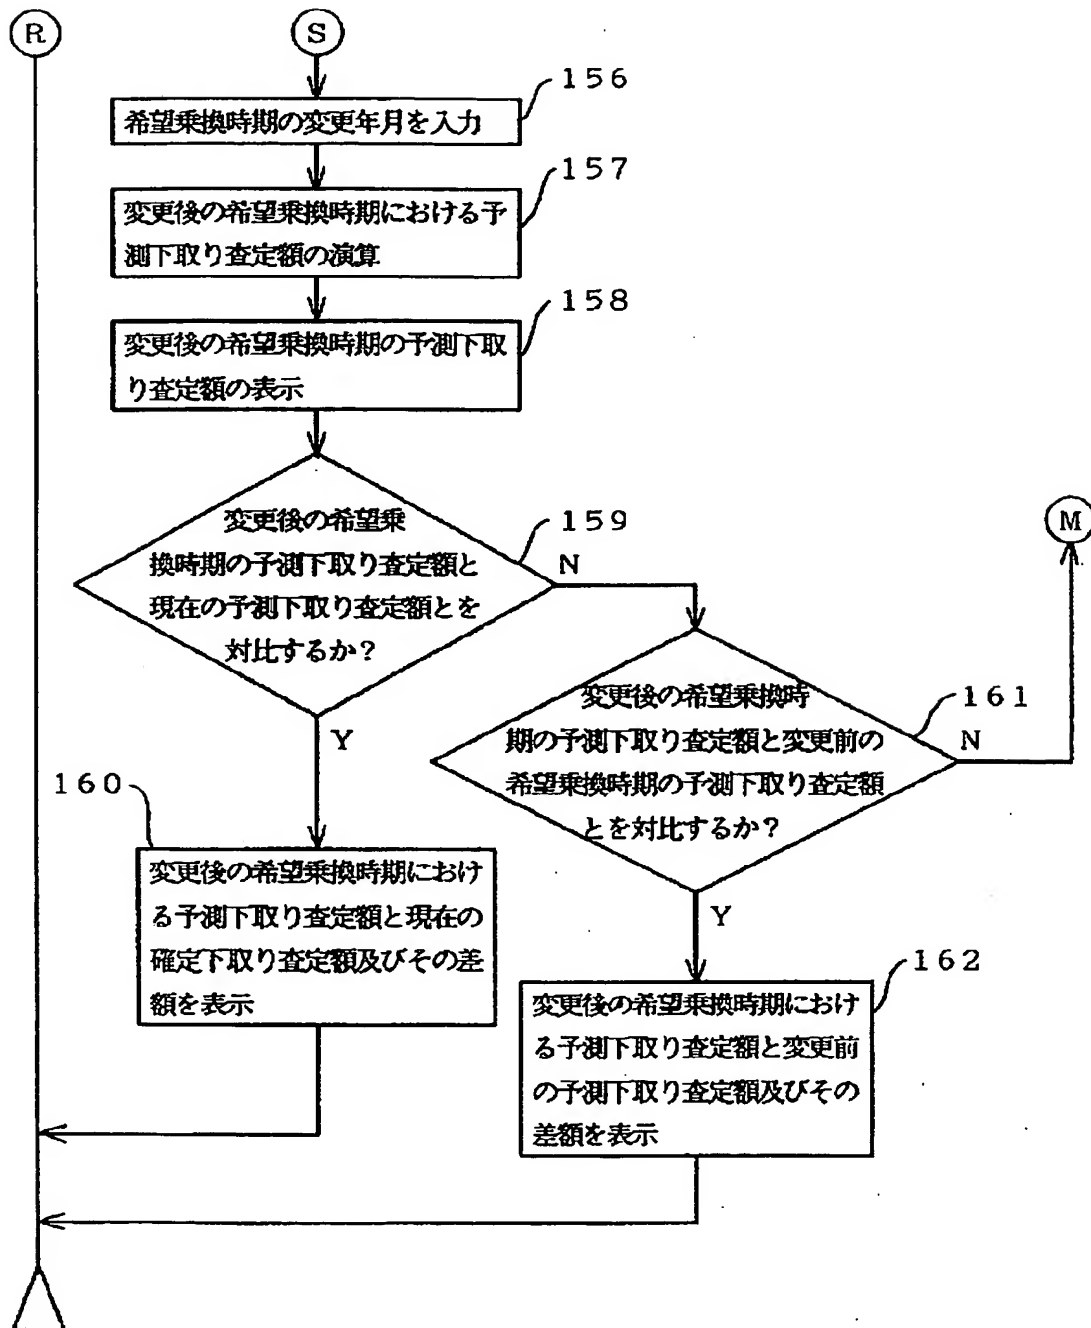 R
S
156
希望乗換時期の変更年月を入力
157
変更後の希望乗換時期における予
測下取り査定額の演算
158
変更後の希望乗換時期の予測下取
り査定額の表示
159
変更後の希望乗
換時期の予測下取り査定額と
現在の予測下取り査定額とを
対比するか?
N
M
Y
161
変更後の希望乗換時
期の予測下取り査定額と変更前の
希望乗換時期の予測下取り査定額
とを対比するか?
N
Y
160
変更後の希望乗換時期におけ
る予測下取り査定額と現在の
確定下取り査定額及びその差
額を表示
162
変更後の希望乗換時期におけ
る予測下取り査定額と変更前
の予測下取り査定額及びその
差額を表示